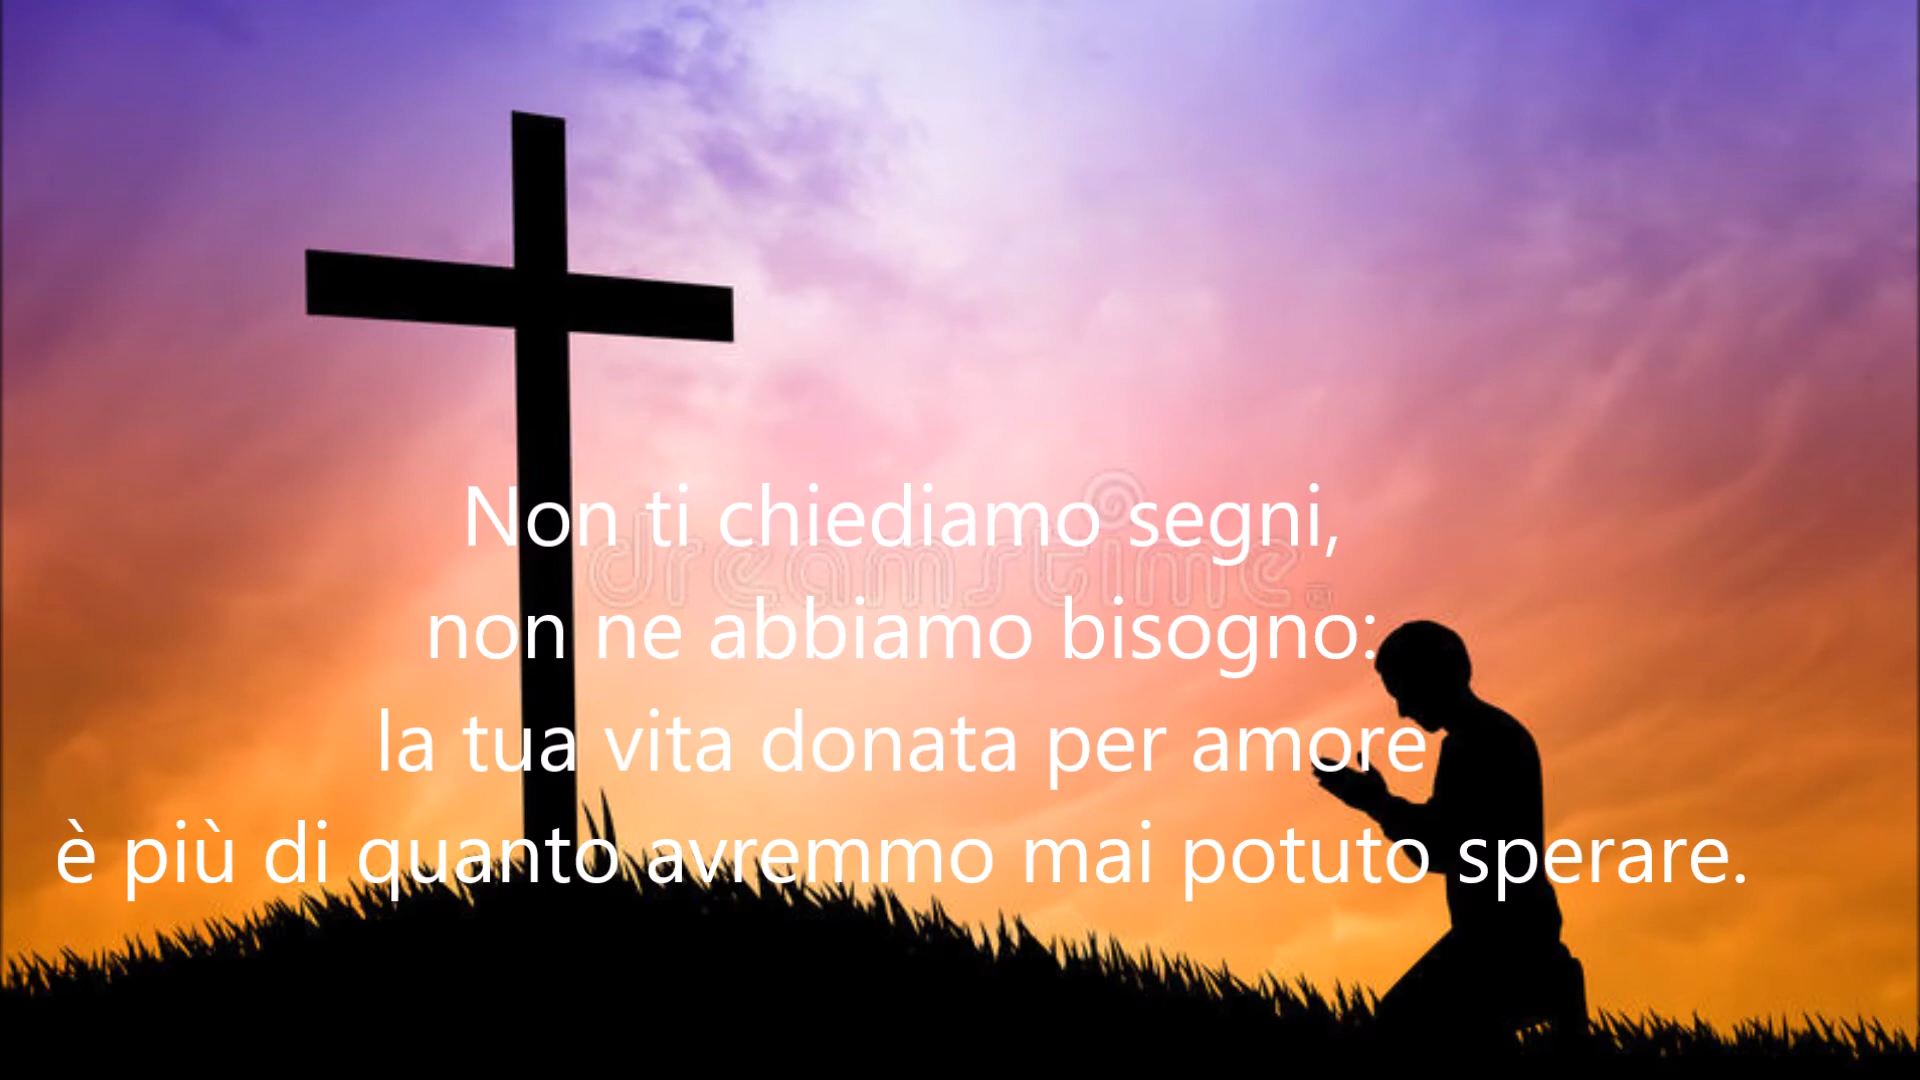 Non ti chiediamo segni,
dreamstime.
non ne abbiamo bisogno:
la tua vita donata per amore
è più di quanto avremmo mai potuto sperare.